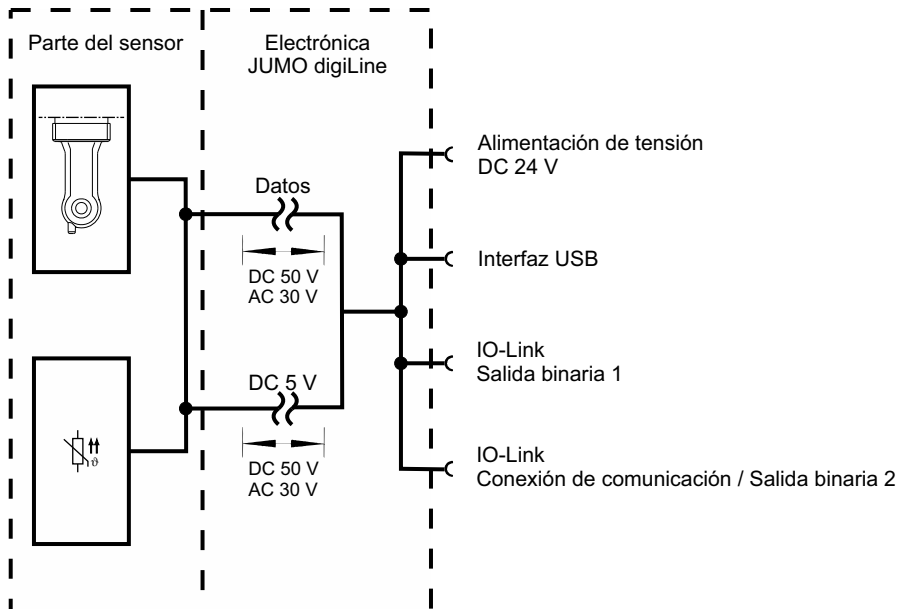 Parte del sensor
Electrónica
JUMO digiLine
Datos
DC 50 V
AC 30 V
DC 5 V
DC 50 V
AC 30 V
ϑ
Alimentación de tensión
DC 24 V
Interfaz USB
IO-Link
Salida binaria 1
IO-Link
Conexión de comunicación / Salida binaria 2